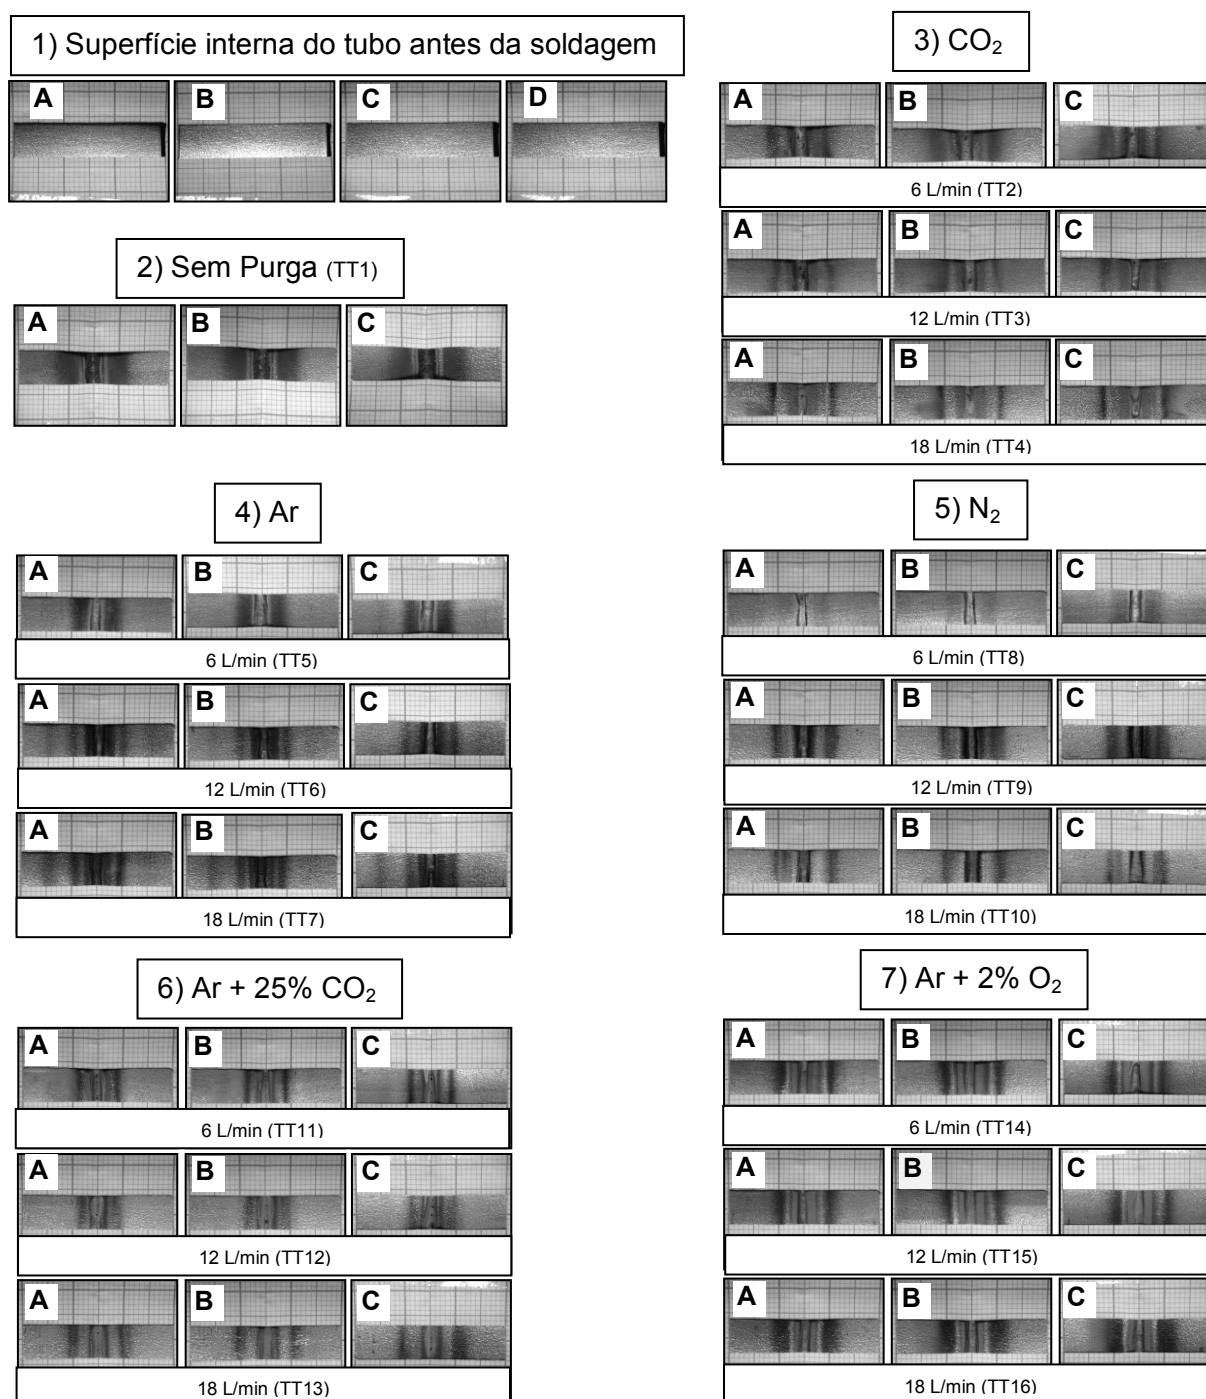 1) Superfície interna do tubo antes da soldagem
A B C D
2) Sem Purga (TT1)
A B C
3) CO₂
A B C
6 L/min (TT2)
A B C
12 L/min (TT3)
A B C
18 L/min (TT4)
4) Ar
A B C
6 L/min (TT5)
A B C
12 L/min (TT6)
A B C
18 L/min (TT7)
5) N₂
A B C
6 L/min (TT8)
A B C
12 L/min (TT9)
A B C
18 L/min (TT10)
6) Ar + 25% CO₂
A B C
6 L/min (TT11)
A B C
12 L/min (TT12)
A B C
18 L/min (TT13)
7) Ar + 2% O₂
A B C
6 L/min (TT14)
A B C
12 L/min (TT15)
A B C
18 L/min (TT16)